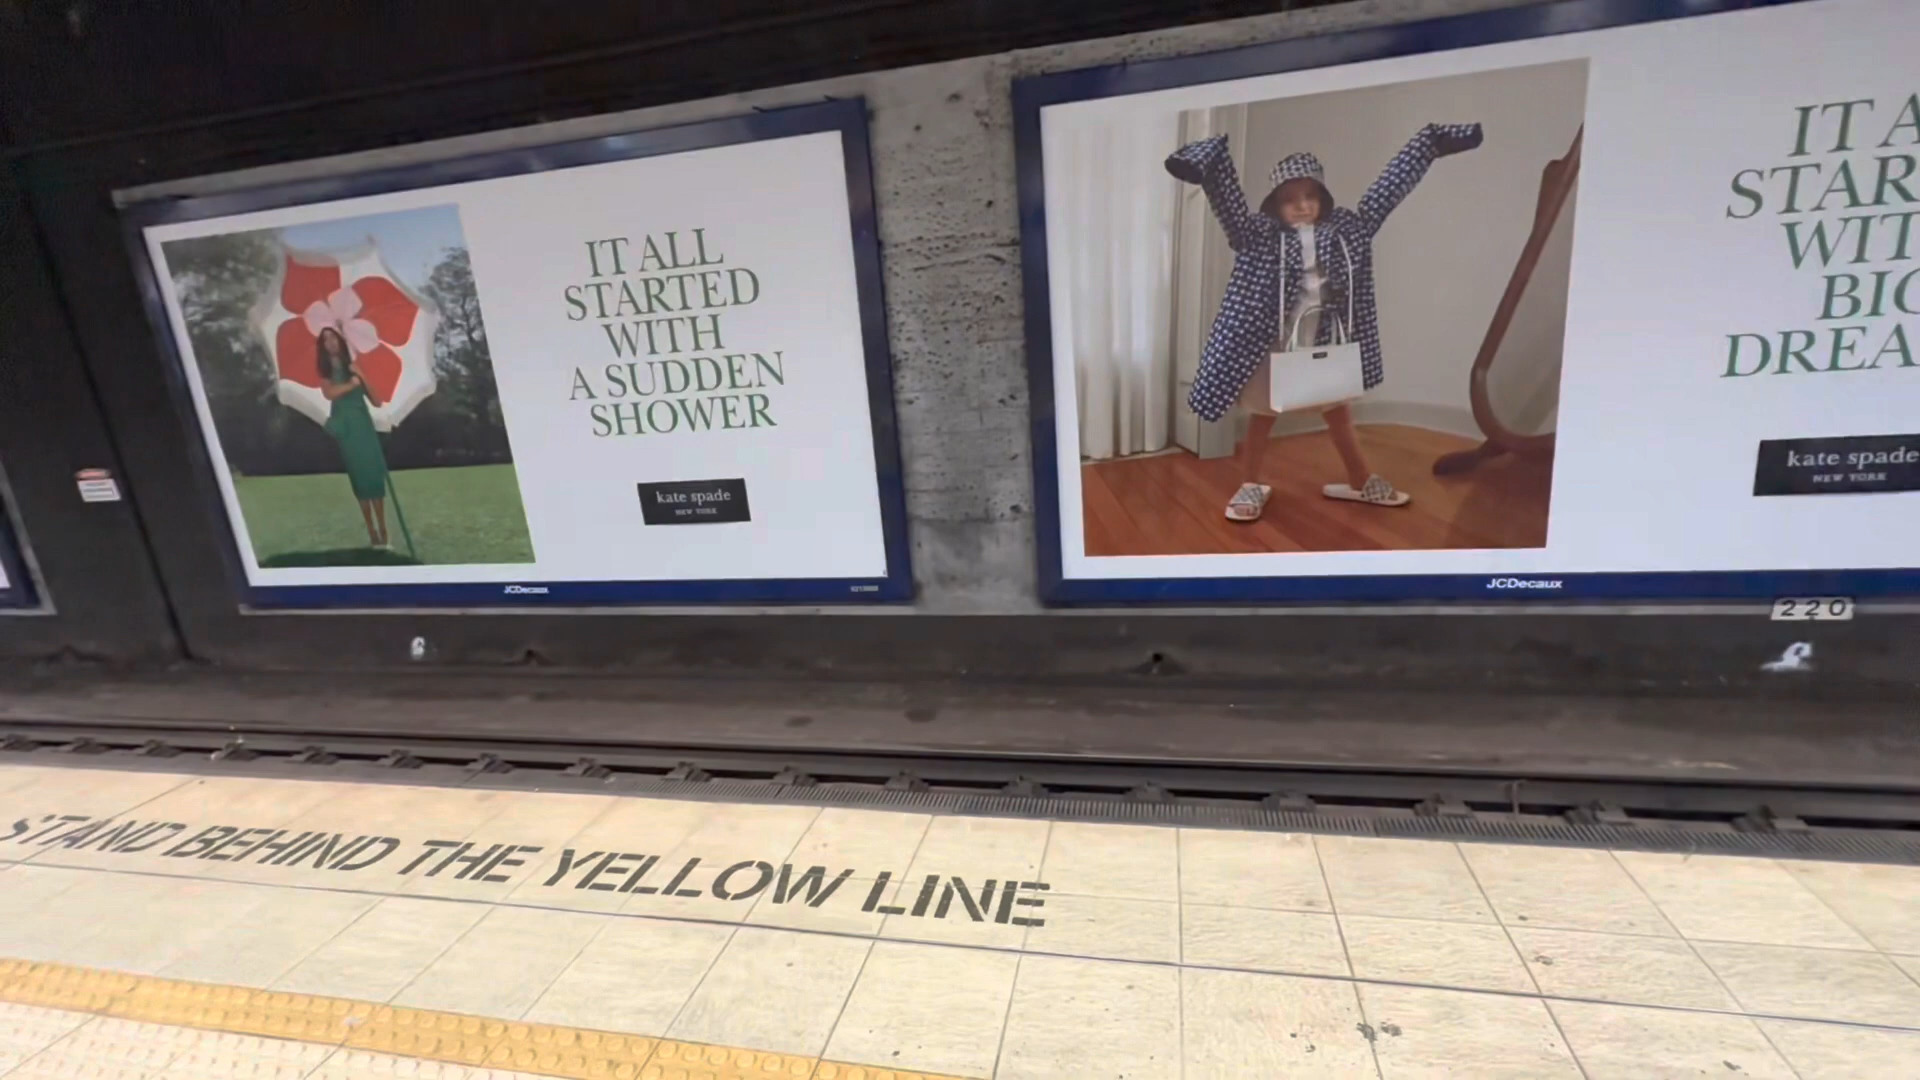 IT ALL
STARTED
WITH
A SUDDEN
SHOWER
kate spade
NEW YORK
JCDecaux
IT A
STAR
WIT
BIG
DREA
kate spade
NEW YORK
JCDecaux
220
STAND BEHIND THE YELLOW LINE